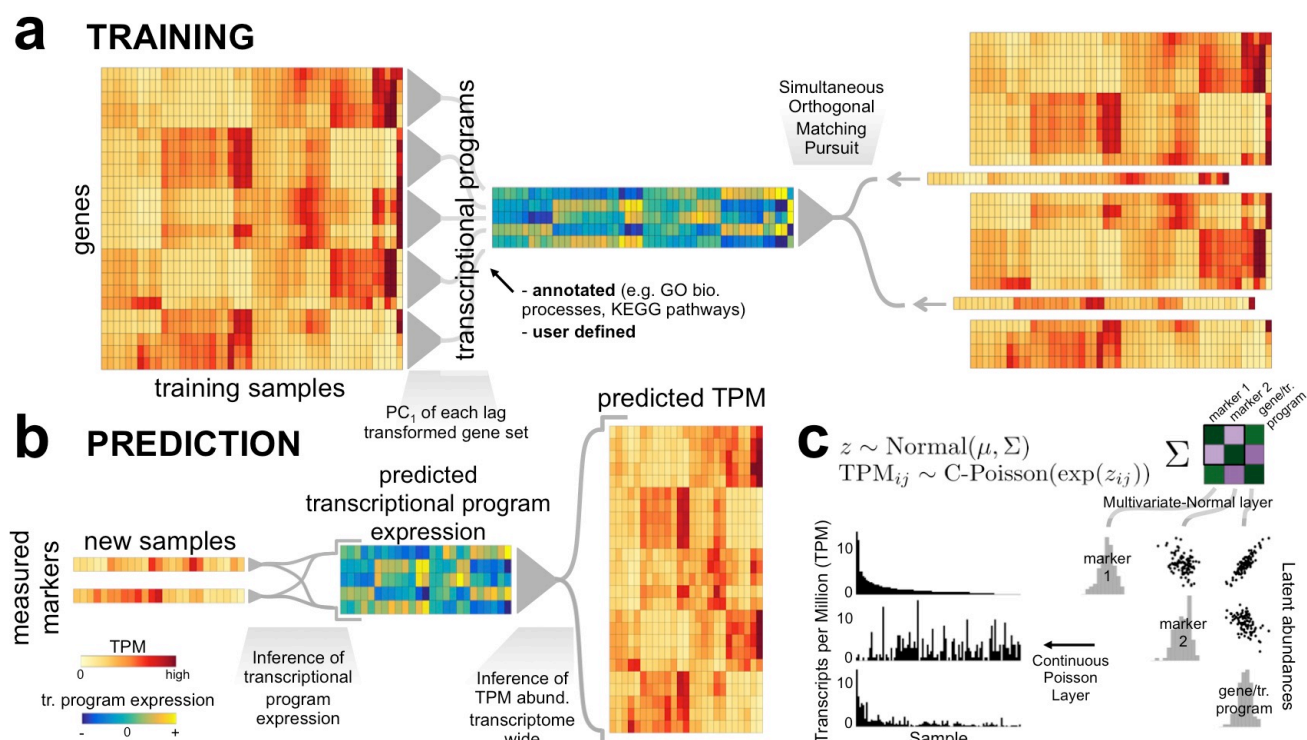 a TRAINING
genes
training samples
transcriptional programs
PC1 of each lag
transformed gene set
- annotated (e.g. GO bio.
processes, KEGG pathways)
- user defined
Simultaneous
Orthogonal
Matching
Pursuit
b PREDICTION
measured
markers
new samples
TPM
0 high
tr. program expression
- 0 +
predicted
transcriptional program
expression
Inference of
transcriptional
program
expression
predicted TPM
Inference of
TPM abund.
transcriptome
wide
c
z ∼ Normal(μ, Σ)
TPMij ∼ C-Poisson(exp(zij))
Σ
marker 1
marker 2
gene/tr.
program
Multivariate-Normal layer
Transcripts per Million (TPM)
10
0
10
0
10
0
Sample
Continuous
Poisson
Layer
marker
1
marker
2
gene/tr.
program
Latent abundances